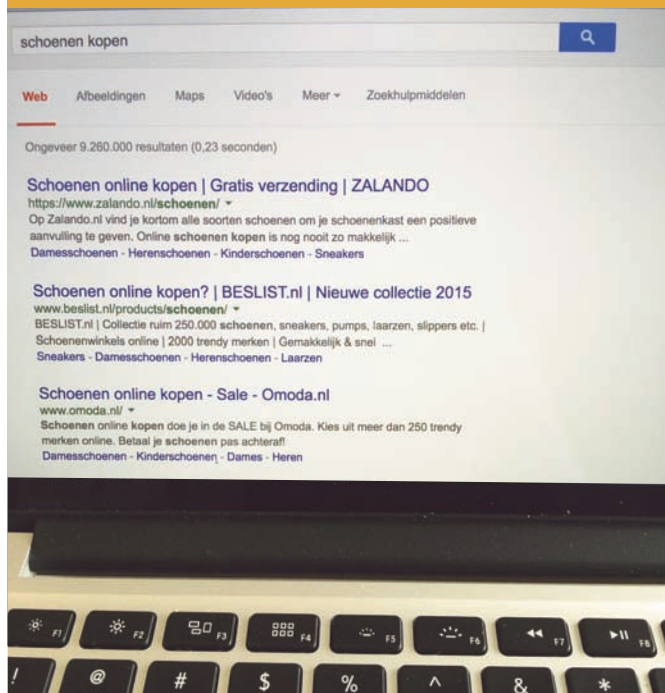 schoenen kopen
Web Afbeeldingen Maps Video's Meer Zoekhulpmiddelen
Ongeveer 9.260.000 resultaten (0,23 seconden)
Schoenen online kopen | Gratis verzending | ZALANDO
https://www.zalando.nl/schoenen/
Op Zalando.nl vind je kortom alle soorten schoenen om je schoenenkast een positieve
aanvulling te geven. Online schoenen kopen is nog nooit zo makkelijk ...
Damesschoenen - Herenschoenen - Kinderschoenen - Sneakers
Schoenen online kopen? | BESLIST.nl | Nieuwe collectie 2015
www.beslist.nl/products/schoenen/
BESLIST.nl | Collectie ruim 250.000 schoenen, sneakers, pumps, laarzen, slippers etc. |
Schoenenwinkels online | 2000 trendy merken | Gemakkelijk & snel ...
Sneakers - Damesschoenen - Herenschoenen - Laarzen
Schoenen online kopen - Sale - Omoda.nl
www.omoda.nl/
Schoenen online kopen doe je in de SALE bij Omoda. Kies uit meer dan 250 trendy
merken online. Betaal je schoenen pas achteraf!
Damesschoenen - Kinderschoenen - Dames - Heren
F1 F2 F3 F4 F5 F6 F7 F8
! @ # $ % ^ & *